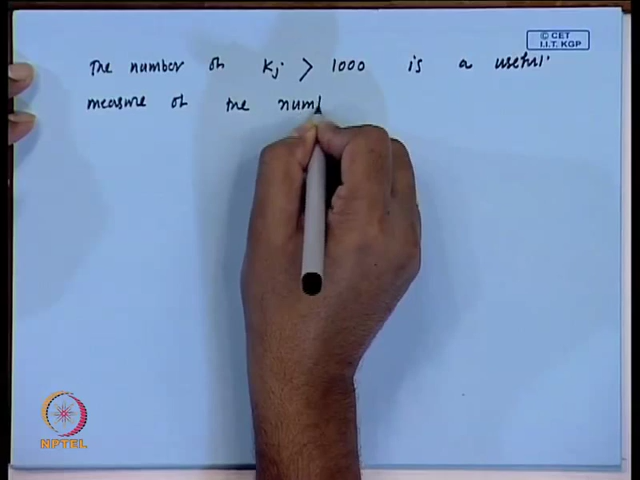 © CET
I.I.T. KGP
The number of Kj > 1000 is a useful
measure of the num
NPTEL